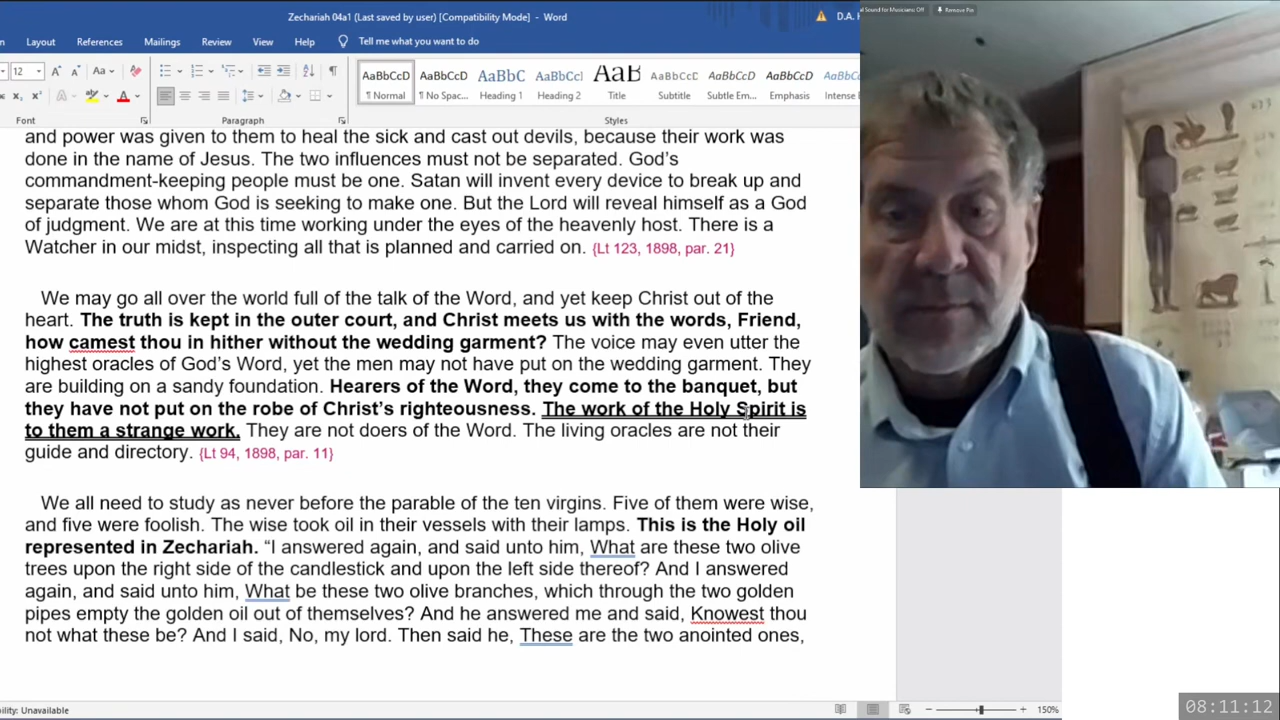 Zechariah 04a1 (Last saved by user) [Compatibility Mode] - Word
D.A.
Sound for Musicians: Off
Remove Pin
Layout References Mailings Review View Help Tell me what you want to do
12
Aa
AaBbCcD AaBbCcD AaBbC AaBbCcl AaB AaBbCcD AaBbCcD AaBbCcD AaBbCcD
¶ Normal ¶ No Spac... Heading 1 Heading 2 Title Subtitle Subtle Em... Emphasis Intense
Font Paragraph Styles
and power was given to them to heal the sick and cast out devils, because their work was
done in the name of Jesus. The two influences must not be separated. God’s
commandment-keeping people must be one. Satan will invent every device to break up and
separate those whom God is seeking to make one. But the Lord will reveal himself as a God
of judgment. We are at this time working under the eyes of the heavenly host. There is a
Watcher in our midst, inspecting all that is planned and carried on. {Lt 123, 1898, par. 21}
We may go all over the world full of the talk of the Word, and yet keep Christ out of the
heart. The truth is kept in the outer court, and Christ meets us with the words, Friend,
how camest thou in hither without the wedding garment? The voice may even utter the
highest oracles of God’s Word, yet the men may not have put on the wedding garment. They
are building on a sandy foundation. Hearers of the Word, they come to the banquet, but
they have not put on the robe of Christ’s righteousness. The work of the Holy Spirit is
to them a strange work. They are not doers of the Word. The living oracles are not their
guide and directory. {Lt 94, 1898, par. 11}
We all need to study as never before the parable of the ten virgins. Five of them were wise,
and five were foolish. The wise took oil in their vessels with their lamps. This is the Holy oil
represented in Zechariah. “I answered again, and said unto him, What are these two olive
trees upon the right side of the candlestick and upon the left side thereof? And I answered
again, and said unto him, What be these two olive branches, which through the two golden
pipes empty the golden oil out of themselves? And he answered me and said, Knowest thou
not what these be? And I said, No, my lord. Then said he, These are the two anointed ones,
Unavailable
150%
08:11:12